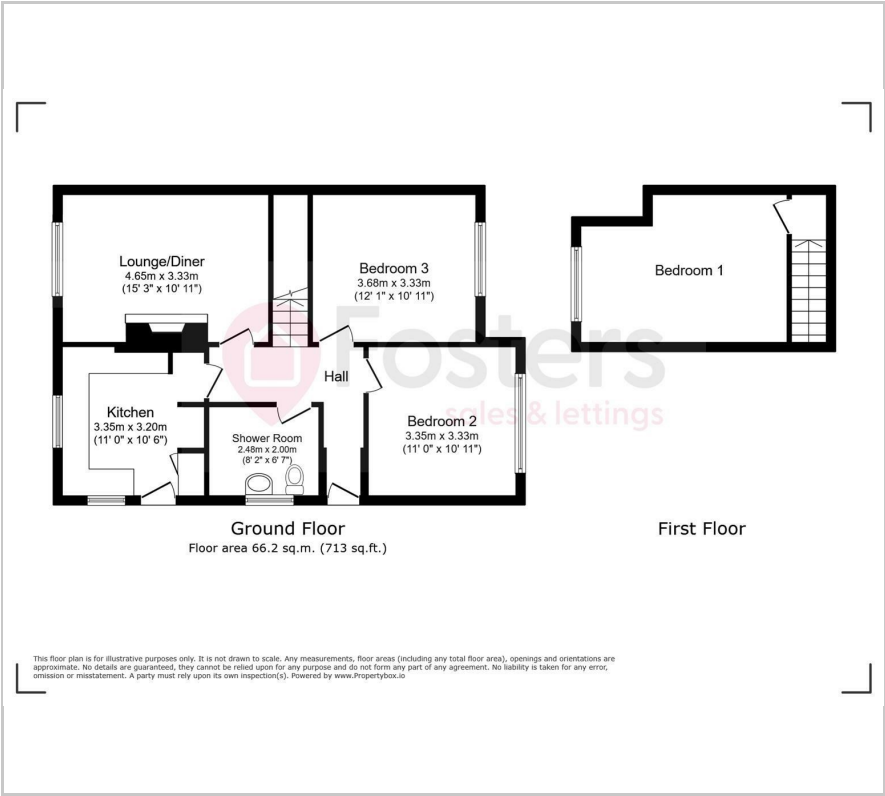 Lounge/Diner
4.65m x 3.33m
(15' 3" x 10' 11")
Bedroom 3
3.68m x 3.33m
(12' 1" x 10' 11")
Bedroom 1
Fosters
sales & lettings
Hall
Kitchen
3.35m x 3.20m
(11' 0" x 10' 6")
Shower Room
2.48m x 2.00m
(8' 2" x 6' 7")
Bedroom 2
3.35m x 3.33m
(11' 0" x 10' 11")
Ground Floor
Floor area 66.2 sq.m. (713 sq.ft.)
First Floor
This floor plan is for illustrative purposes only. It is not drawn to scale. Any measurements, floor areas (including any total floor area), openings and orientations are
approximate. No details are guaranteed, they cannot be relied upon for any purpose and do not form any part of any agreement. No liability is taken for any error,
omission or misstatement. A party must rely upon its own inspection(s). Powered by www.Propertybox.io